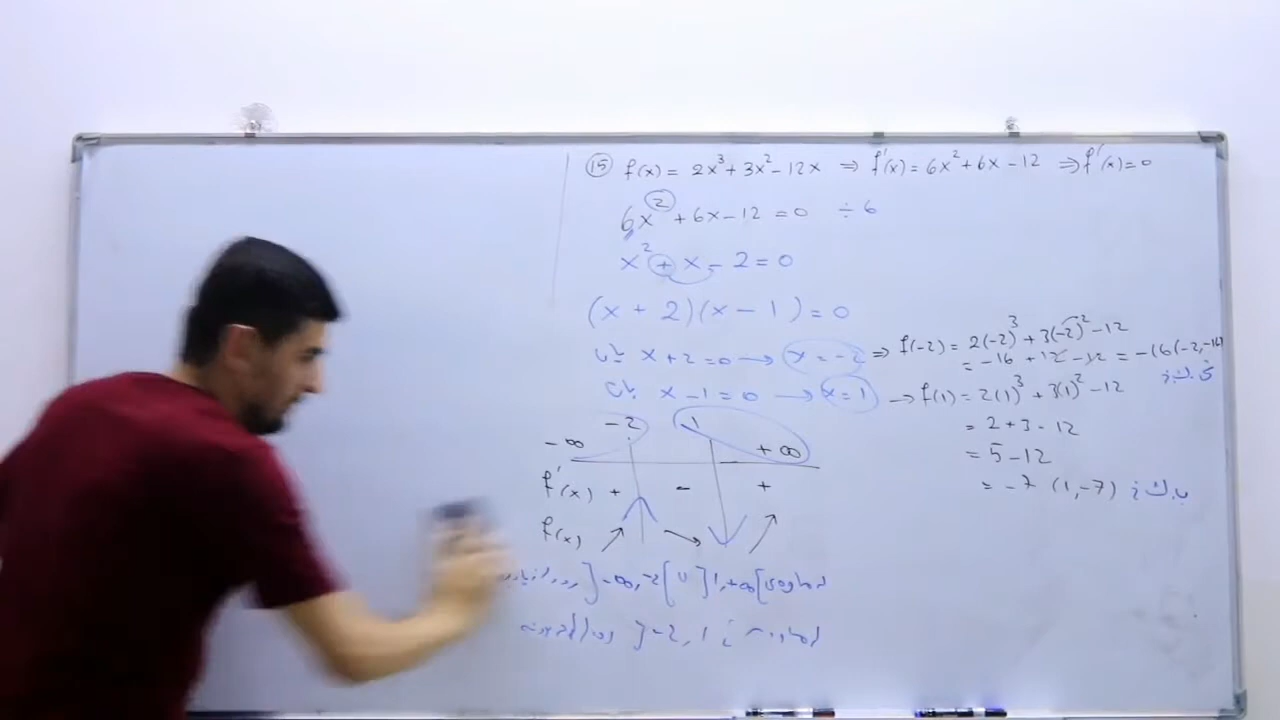 15 f(x) = 2x³ + 3x² - 12x ⇒ f'(x) = 6x² + 6x - 12 ⇒ f'(x) = 0
6x² + 6x - 12 = 0 ÷ 6
x² + x - 2 = 0
(x + 2)(x - 1) = 0
x + 2 = 0 → x = -2 ⇒ f(-2) = 2(-2)³ + 3(-2)² - 12
= -16 + 12 - 12 = -16 (-2, -16)
x - 1 = 0 → x = 1 → f(1) = 2(1)³ + 3(1)² - 12
= 2 + 3 - 12
= 5 - 12
= -7 (1, -7)
-∞ -2 1 +∞
f'(x) + - +
f(x) ↗ ↘ ↗
]-∞, -2[ ]1, +∞[
]-2, 1